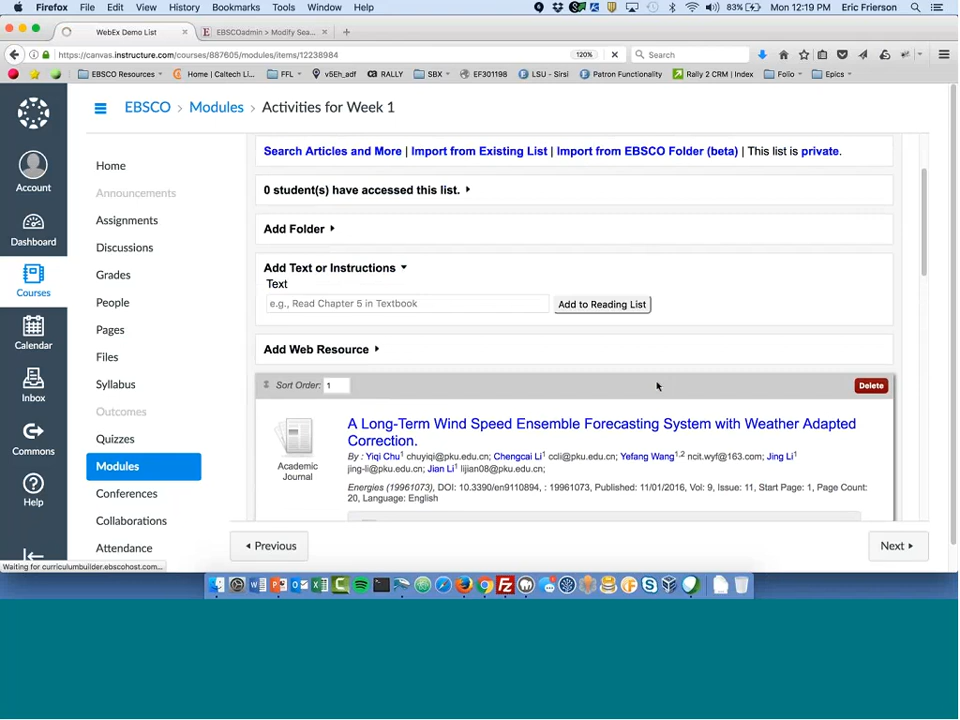 Firefox File Edit View History Bookmarks Tools Window Help
83% Mon 12:19 PM Eric Frierson
WebEx Demo List
EBSCOadmin > Modify Sea...
https://canvas.instructure.com/courses/887605/modules/items/12238984
120%
Search
EBSCO Resources
Home | Caltech Li...
FFL
v5Eh_adf
RALLY
SBX
EF301198
LSU - Sirsi
Patron Functionality
Rally 2 CRM | Index
Folio
Epics
EBSCO > Modules > Activities for Week 1
Account
Dashboard
Courses
Calendar
Inbox
Commons
Help
Home
Announcements
Assignments
Discussions
Grades
People
Pages
Files
Syllabus
Outcomes
Quizzes
Modules
Conferences
Collaborations
Attendance
Search Articles and More | Import from Existing List | Import from EBSCO Folder (beta) | This list is private.
0 student(s) have accessed this list.
Add Folder
Add Text or Instructions
Text
e.g., Read Chapter 5 in Textbook
Add to Reading List
Add Web Resource
Sort Order: 1
Delete
Academic
Journal
A Long-Term Wind Speed Ensemble Forecasting System with Weather Adapted
Correction.
By : Yiqi Chu¹ chuyiqi@pku.edu.cn; Chengcai Li¹ ccli@pku.edu.cn; Yefang Wang¹,² ncit.wyf@163.com; Jing Li¹
jing-li@pku.edu.cn; Jian Li¹ lijian08@pku.edu.cn;
Energies (19961073), DOI: 10.3390/en9110894, : 19961073, Published: 11/01/2016, Vol: 9, Issue: 11, Start Page: 1, Page Count:
20, Language: English
Previous
Next
Waiting for curriculumbuilder.ebscohost.com...